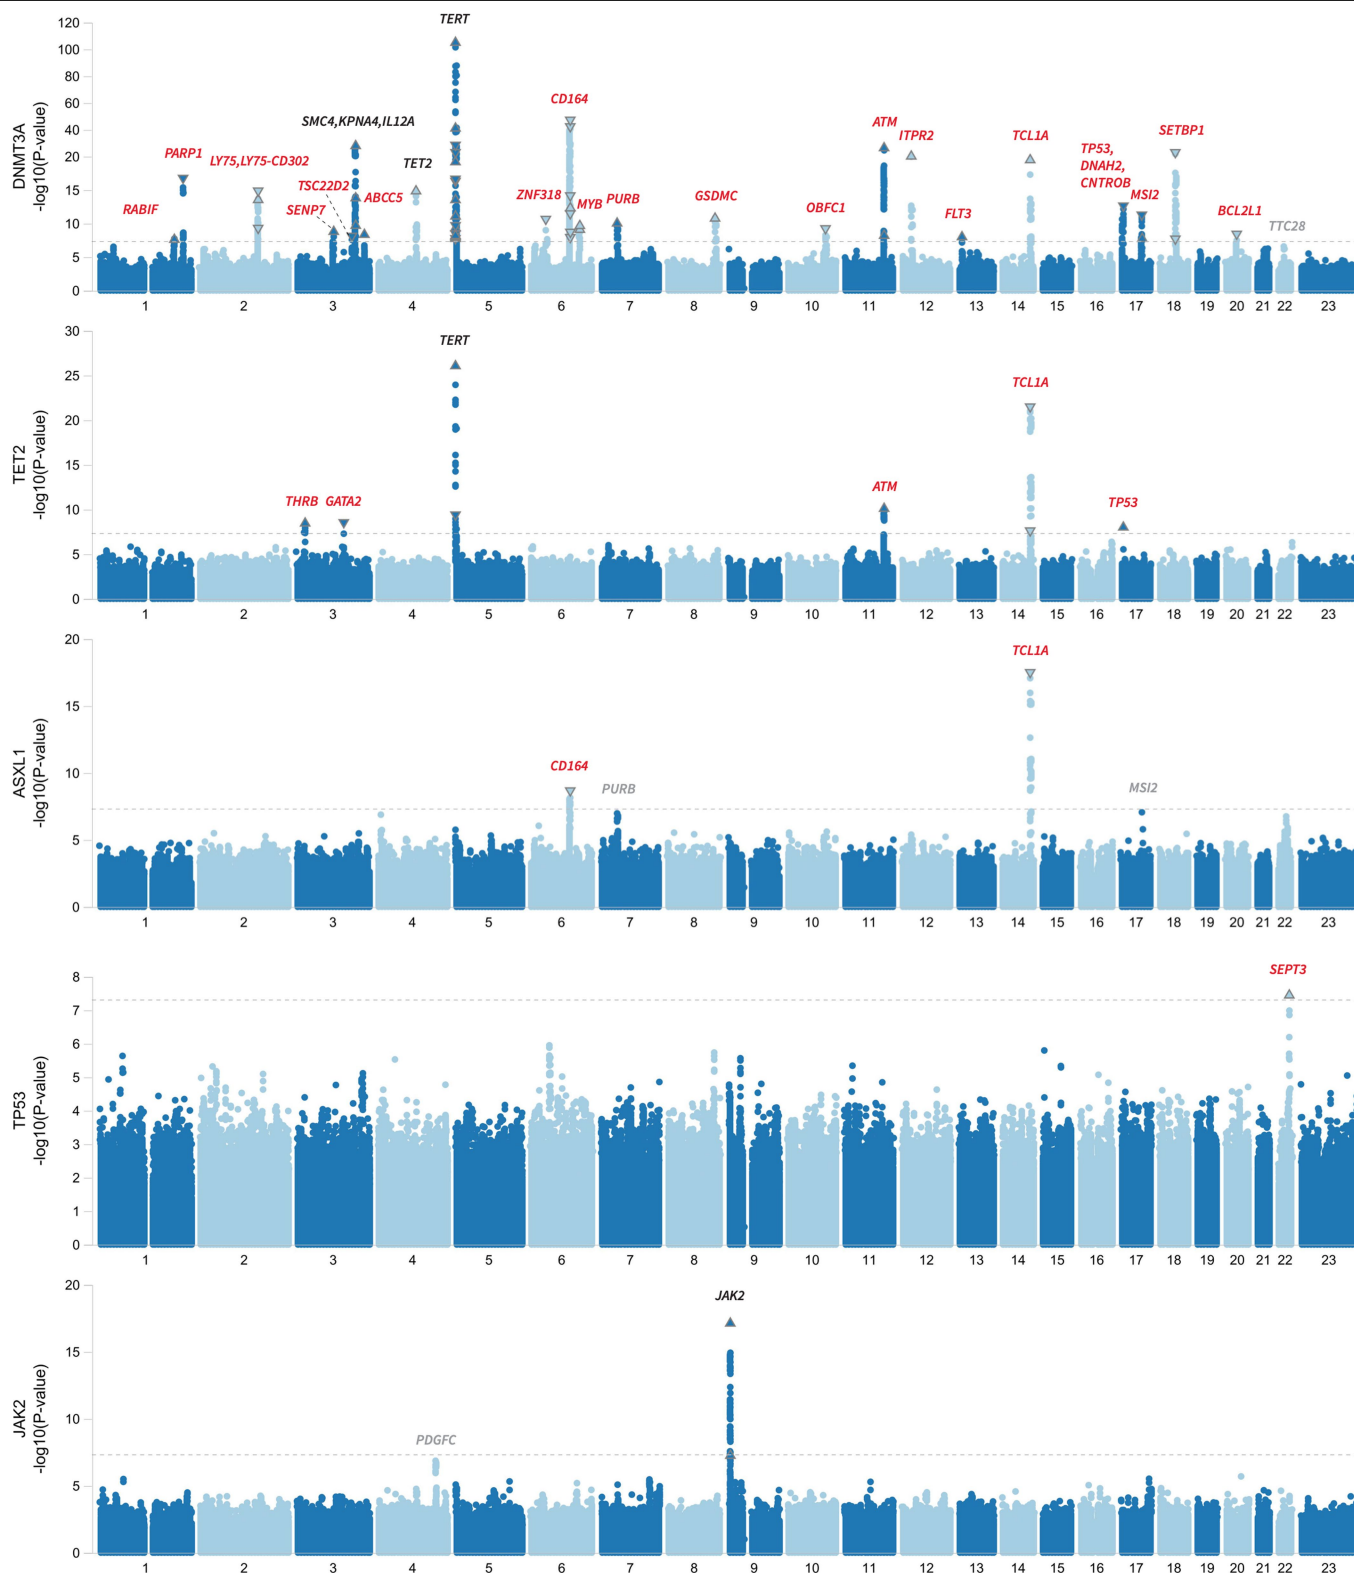 DNMT3A
-log10(P-value)
120
100
80
60
40
20
15
10
5
0
TERT
CD164
SMC4,KPNA4,IL12A
ATM
ITPR2
TCL1A
SETBP1
PARP1
LY75,LY75-CD302
TET2
TP53,
DNAH2,
CNTROB
TSC22D2
ABCC5
ZNF318
MYB
PURB
GSDMC
MSI2
RABIF
SENP7
OBFC1
FLT3
BCL2L1
TTC28
1 2 3 4 5 6 7 8 9 10 11 12 13 14 15 16 17 18 19 20 21 22 23
TET2
-log10(P-value)
30
25
20
15
10
5
0
TERT
TCL1A
THRB
GATA2
ATM
TP53
1 2 3 4 5 6 7 8 9 10 11 12 13 14 15 16 17 18 19 20 21 22 23
ASXL1
-log10(P-value)
20
15
10
5
0
TCL1A
CD164
PURB
MSI2
1 2 3 4 5 6 7 8 9 10 11 12 13 14 15 16 17 18 19 20 21 22 23
TP53
-log10(P-value)
8
7
6
5
4
3
2
1
0
SEPT3
1 2 3 4 5 6 7 8 9 10 11 12 13 14 15 16 17 18 19 20 21 22 23
JAK2
-log10(P-value)
20
15
10
5
0
JAK2
PDGFC
1 2 3 4 5 6 7 8 9 10 11 12 13 14 15 16 17 18 19 20 21 22 23